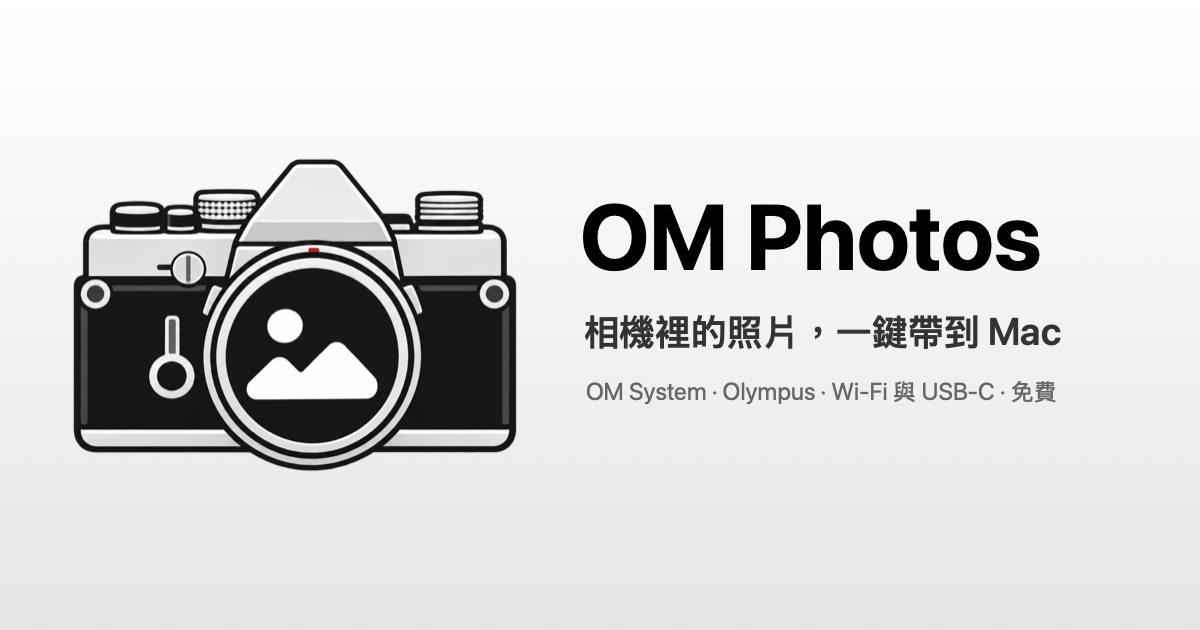 OM Photos
相機裡的照片，一鍵帶到 Mac
OM System · Olympus · Wi-Fi 與 USB-C · 免費